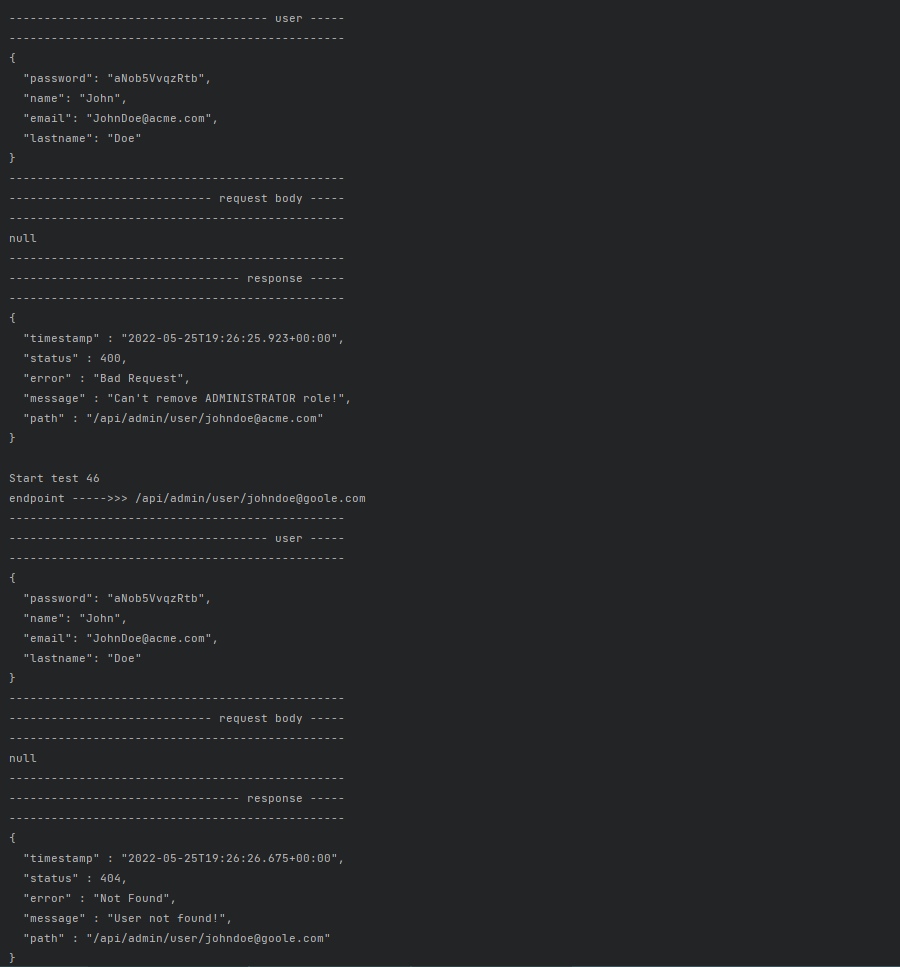 ------------------------------------- user -----
------------------------------------------------
{
  "password": "aNob5VvqzRtb",
  "name": "John",
  "email": "JohnDoe@acme.com",
  "lastname": "Doe"
}
------------------------------------------------
----------------------------- request body -----
------------------------------------------------
null
------------------------------------------------
--------------------------------- response -----
------------------------------------------------
{
  "timestamp" : "2022-05-25T19:26:25.923+00:00",
  "status" : 400,
  "error" : "Bad Request",
  "message" : "Can't remove ADMINISTRATOR role!",
  "path" : "/api/admin/user/johndoe@acme.com"
}

Start test 46
endpoint ----->>> /api/admin/user/johndoe@goole.com
------------------------------------------------
------------------------------------- user -----
------------------------------------------------
{
  "password": "aNob5VvqzRtb",
  "name": "John",
  "email": "JohnDoe@acme.com",
  "lastname": "Doe"
}
------------------------------------------------
----------------------------- request body -----
------------------------------------------------
null
------------------------------------------------
--------------------------------- response -----
------------------------------------------------
{
  "timestamp" : "2022-05-25T19:26:26.675+00:00",
  "status" : 404,
  "error" : "Not Found",
  "message" : "User not found!",
  "path" : "/api/admin/user/johndoe@goole.com"
}